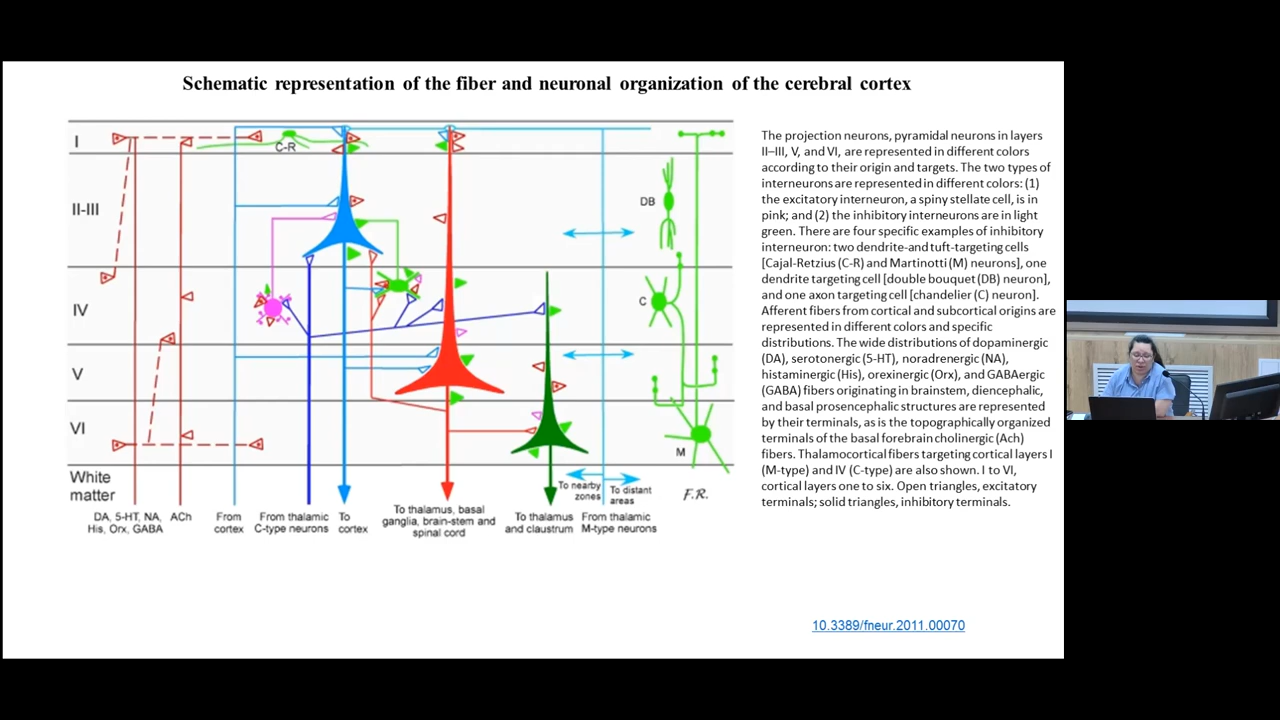 Schematic representation of the fiber and neuronal organization of the cerebral cortex
I
C-R
II-III
DB
IV
C
V
VI
M
White
matter
To nearby
zones
To distant
areas
F.R.
DA, 5-HT, NA,
His, Orx, GABA
ACh
From
cortex
From thalamic
C-type neurons
To
cortex
To thalamus, basal
ganglia, brain-stem and
spinal cord
To thalamus
and claustrum
From thalamic
M-type neurons
The projection neurons, pyramidal neurons in layers
II–III, V, and VI, are represented in different colors
according to their origin and targets. The two types of
interneurons are represented in different colors: (1)
the excitatory interneuron, a spiny stellate cell, is in
pink; and (2) the inhibitory interneurons are in light
green. There are four specific examples of inhibitory
interneuron: two dendrite-and tuft-targeting cells
[Cajal-Retzius (C-R) and Martinotti (M) neurons], one
dendrite targeting cell [double bouquet (DB) neuron],
and one axon targeting cell [chandelier (C) neuron].
Afferent fibers from cortical and subcortical origins are
represented in different colors and specific
distributions. The wide distributions of dopaminergic
(DA), serotonergic (5-HT), noradrenergic (NA),
histaminergic (His), orexinergic (Orx), and GABAergic
(GABA) fibers originating in brainstem, diencephalic,
and basal prosencephalic structures are represented
by their terminals, as is the topographically organized
terminals of the basal forebrain cholinergic (Ach)
fibers. Thalamocortical fibers targeting cortical layers I
(M-type) and IV (C-type) are also shown. I to VI,
cortical layers one to six. Open triangles, excitatory
terminals; solid triangles, inhibitory terminals.
10.3389/fneur.2011.00070